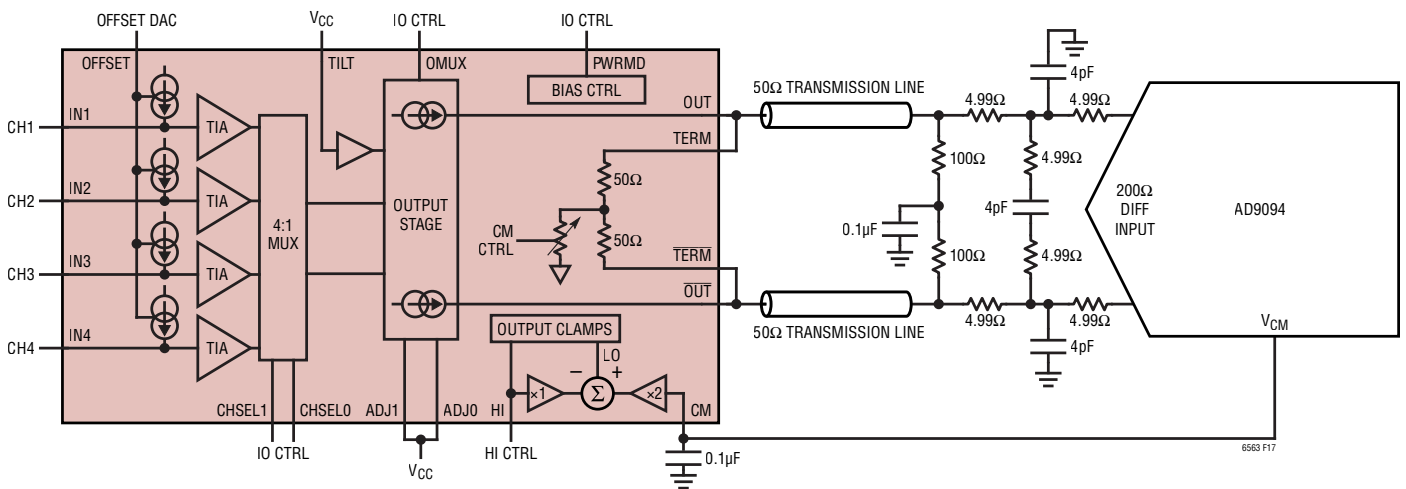 OFFSET DAC
V_CC
IO CTRL
IO CTRL
OFFSET
TILT
OMUX
PWRMD
BIAS CTRL
OUT
TERM
50Ω TRANSMISSION LINE
4.99Ω
4pF
4.99Ω
CH1
IN1
TIA
CH2
IN2
TIA
CH3
IN3
TIA
CH4
IN4
TIA
4:1
MUX
OUTPUT
STAGE
50Ω
CM
CTRL
50Ω
TERM
OUT
100Ω
4.99Ω
0.1µF
4pF
100Ω
4.99Ω
200Ω
DIFF
INPUT
AD9094
50Ω TRANSMISSION LINE
4.99Ω
4.99Ω
4pF
V_CM
OUTPUT CLAMPS
LO
– +
×1
Σ
×2
CHSEL1
CHSEL0
ADJ1
ADJ0
HI
CM
IO CTRL
V_CC
HI CTRL
0.1µF
6563 F17